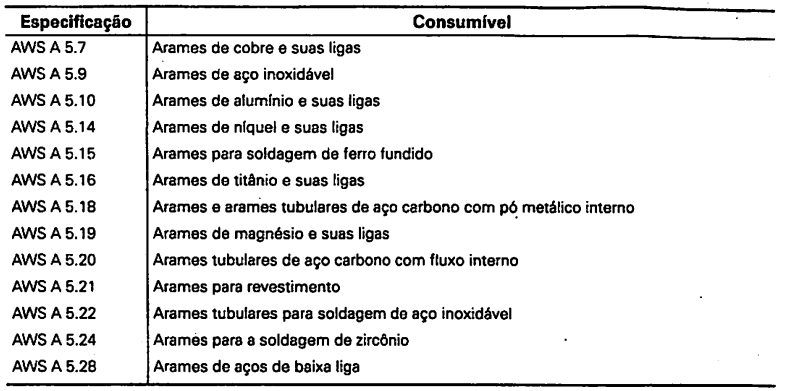 Especificação Consumível
AWS A 5.7 Arames de cobre e suas ligas
AWS A 5.9 Arames de aço inoxidável
AWS A 5.10 Arames de alumínio e suas ligas
AWS A 5.14 Arames de níquel e suas ligas
AWS A 5.15 Arames para soldagem de ferro fundido
AWS A 5.16 Arames de titânio e suas ligas
AWS A 5.18 Arames e arames tubulares de aço carbono com pó metálico interno
AWS A 5.19 Arames de magnésio e suas ligas
AWS A 5.20 Arames tubulares de aço carbono com fluxo interno
AWS A 5.21 Arames para revestimento
AWS A 5.22 Arames tubulares para soldagem de aço inoxidável
AWS A 5.24 Arames para a soldagem de zircônio
AWS A 5.28 Arames de aços de baixa liga